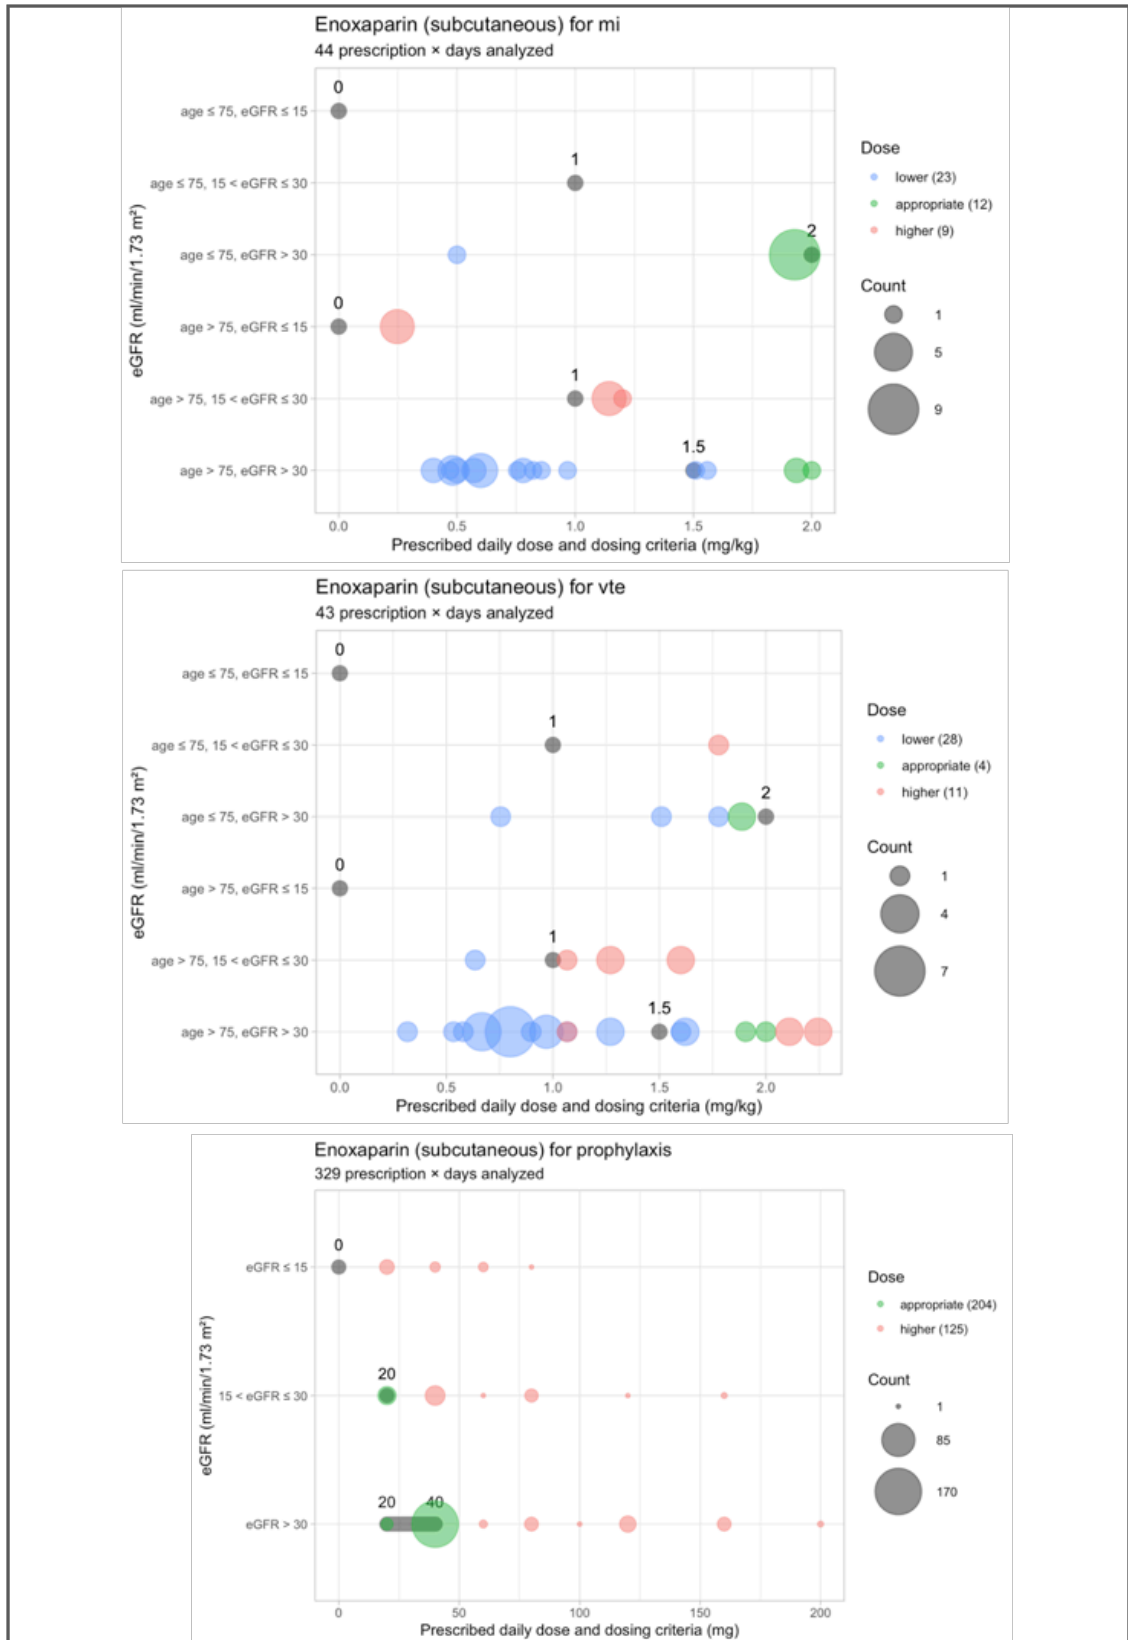 Enoxaparin (subcutaneous) for mi
44 prescription × days analyzed
eGFR (ml/min/1.73 m²)
age ≤ 75, eGFR ≤ 15
0
age ≤ 75, 15 < eGFR ≤ 30
1
age ≤ 75, eGFR > 30
2
age > 75, eGFR ≤ 15
0
age > 75, 15 < eGFR ≤ 30
1
age > 75, eGFR > 30
1.5
0.0 0.5 1.0 1.5 2.0
Prescribed daily dose and dosing criteria (mg/kg)
Dose
lower (23)
appropriate (12)
higher (9)
Count
1
5
9
Enoxaparin (subcutaneous) for vte
43 prescription × days analyzed
eGFR (ml/min/1.73 m²)
age ≤ 75, eGFR ≤ 15
0
age ≤ 75, 15 < eGFR ≤ 30
1
age ≤ 75, eGFR > 30
2
age > 75, eGFR ≤ 15
0
age > 75, 15 < eGFR ≤ 30
1
age > 75, eGFR > 30
1.5
0.0 0.5 1.0 1.5 2.0
Prescribed daily dose and dosing criteria (mg/kg)
Dose
lower (28)
appropriate (4)
higher (11)
Count
1
4
7
Enoxaparin (subcutaneous) for prophylaxis
329 prescription × days analyzed
eGFR (ml/min/1.73 m²)
eGFR ≤ 15
0
15 < eGFR ≤ 30
20
eGFR > 30
20 40
0 50 100 150 200
Prescribed daily dose and dosing criteria (mg)
Dose
appropriate (204)
higher (125)
Count
1
85
170